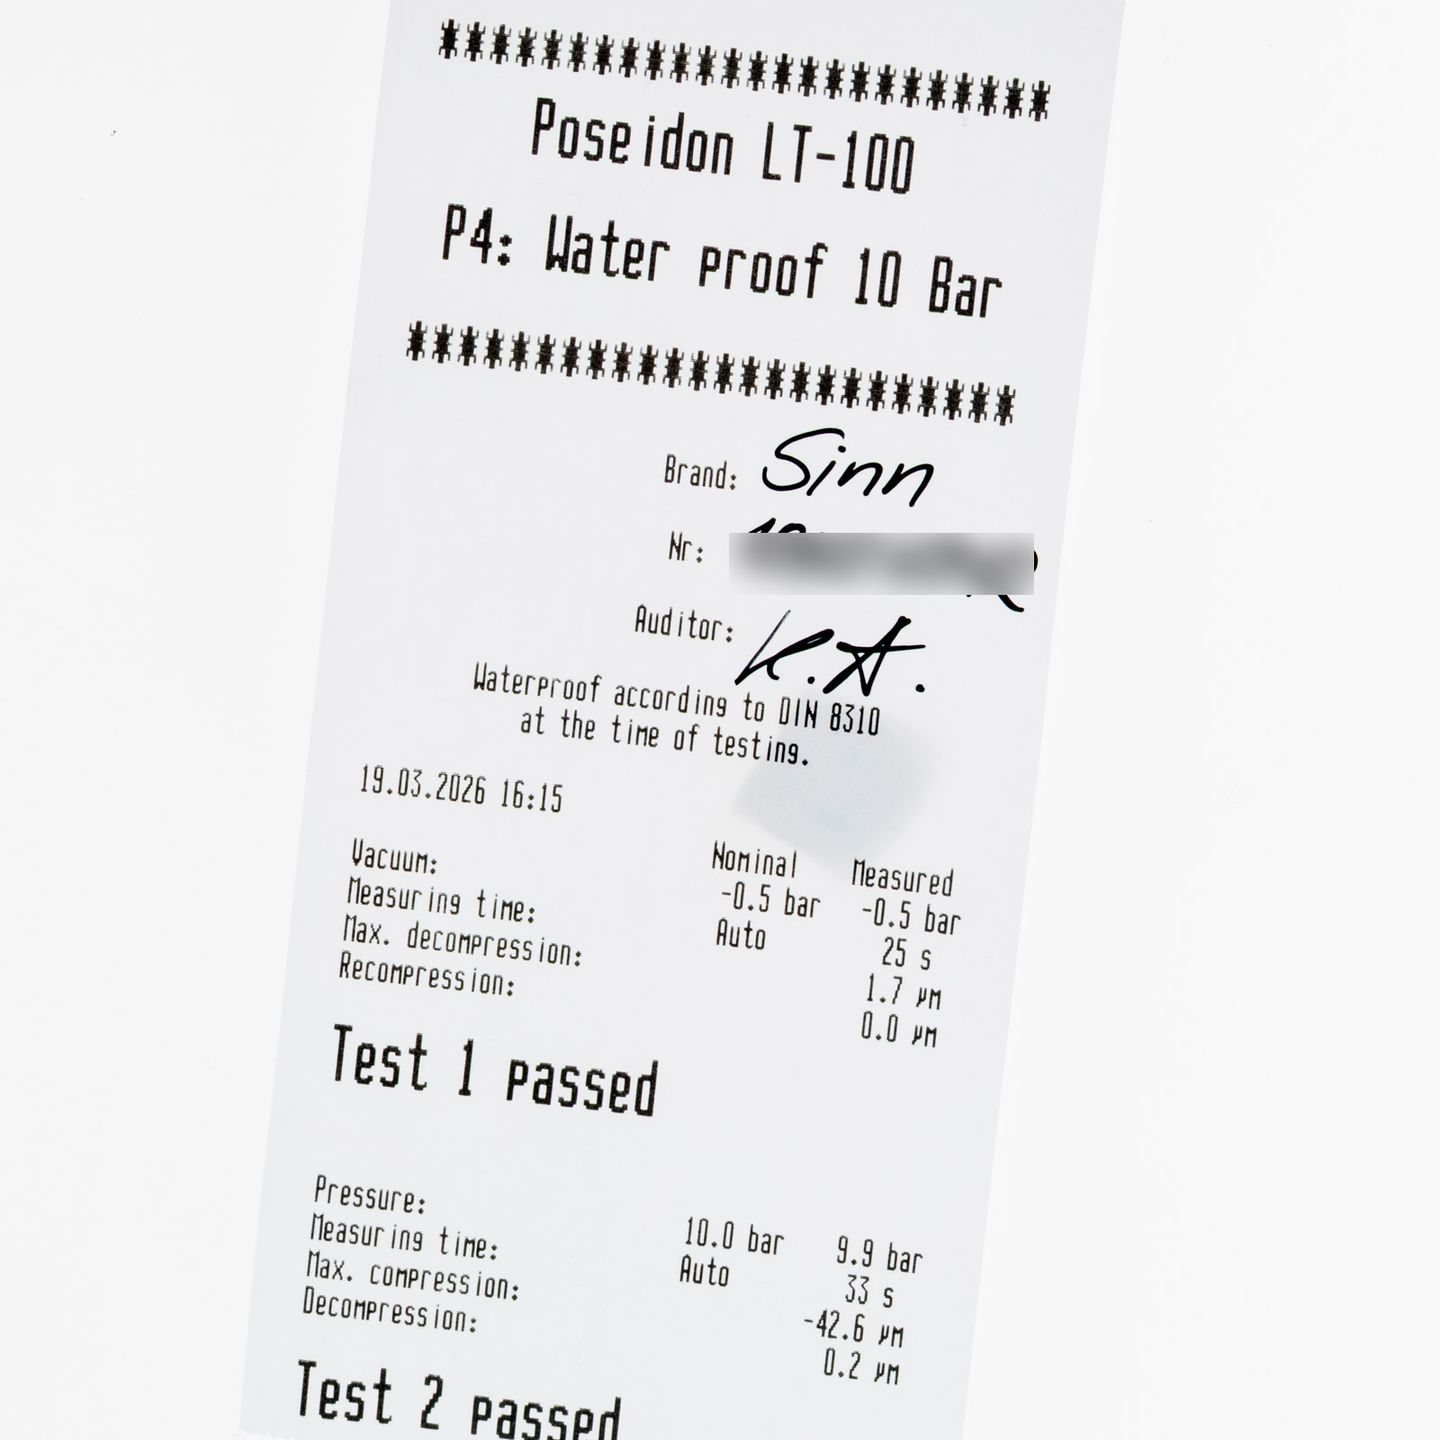 Poseidon LT-100
P4: Water proof 10 Bar
Brand: Sinn
Nr:
Auditor: K.A.
Waterproof according to DIN 8310
at the time of testing.
19.03.2026 16:15
Nominal Measured
Vacuum: -0.5 bar -0.5 bar
Measuring time: Auto 25 s
Max. decompression: 1.7 µm
Recompression: 0.0 µm
Test 1 passed
Pressure: 10.0 bar 9.9 bar
Measuring time: Auto 33 s
Max. compression: -42.6 µm
Decompression: 0.2 µm
Test 2 passed